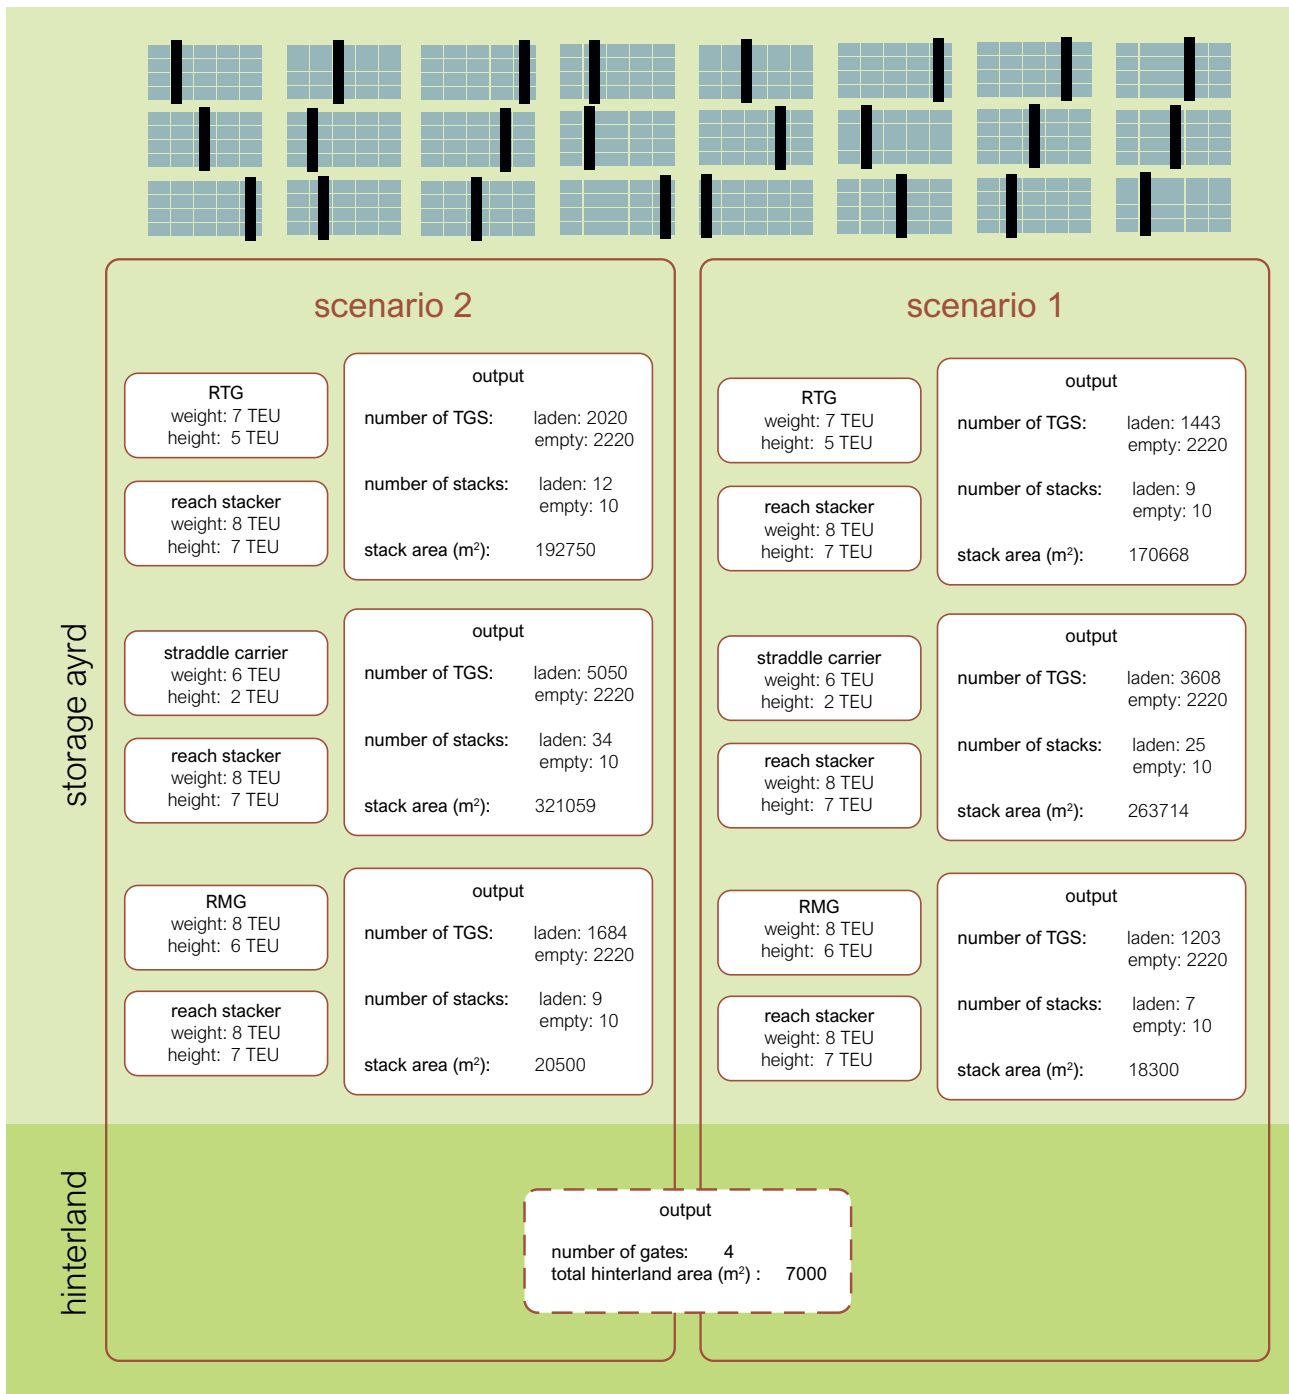 scenario 2
RTG
weight: 7 TEU
height: 5 TEU
reach stacker
weight: 8 TEU
height: 7 TEU
output
number of TGS: laden: 2020
empty: 2220
number of stacks: laden: 12
empty: 10
stack area (m²): 192750
straddle carrier
weight: 6 TEU
height: 2 TEU
reach stacker
weight: 8 TEU
height: 7 TEU
output
number of TGS: laden: 5050
empty: 2220
number of stacks: laden: 34
empty: 10
stack area (m²): 321059
RMG
weight: 8 TEU
height: 6 TEU
reach stacker
weight: 8 TEU
height: 7 TEU
output
number of TGS: laden: 1684
empty: 2220
number of stacks: laden: 9
empty: 10
stack area (m²): 20500
scenario 1
RTG
weight: 7 TEU
height: 5 TEU
reach stacker
weight: 8 TEU
height: 7 TEU
output
number of TGS: laden: 1443
empty: 2220
number of stacks: laden: 9
empty: 10
stack area (m²): 170668
straddle carrier
weight: 6 TEU
height: 2 TEU
reach stacker
weight: 8 TEU
height: 7 TEU
output
number of TGS: laden: 3608
empty: 2220
number of stacks: laden: 25
empty: 10
stack area (m²): 263714
RMG
weight: 8 TEU
height: 6 TEU
reach stacker
weight: 8 TEU
height: 7 TEU
output
number of TGS: laden: 1203
empty: 2220
number of stacks: laden: 7
empty: 10
stack area (m²): 18300
storage ayrd
hinterland
output
number of gates: 4
total hinterland area (m²) : 7000